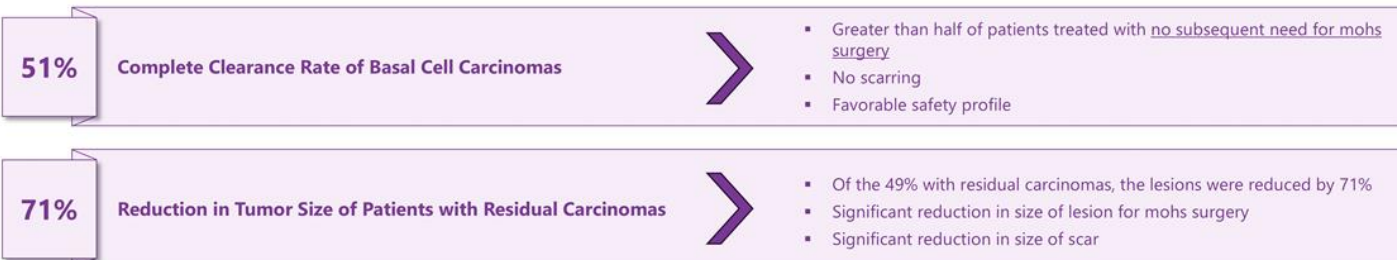 51%
Complete Clearance Rate of Basal Cell Carcinomas
▪ Greater than half of patients treated with no subsequent need for mohs
surgery
▪ No scarring
▪ Favorable safety profile
71%
Reduction in Tumor Size of Patients with Residual Carcinomas
▪ Of the 49% with residual carcinomas, the lesions were reduced by 71%
▪ Significant reduction in size of lesion for mohs surgery
▪ Significant reduction in size of scar